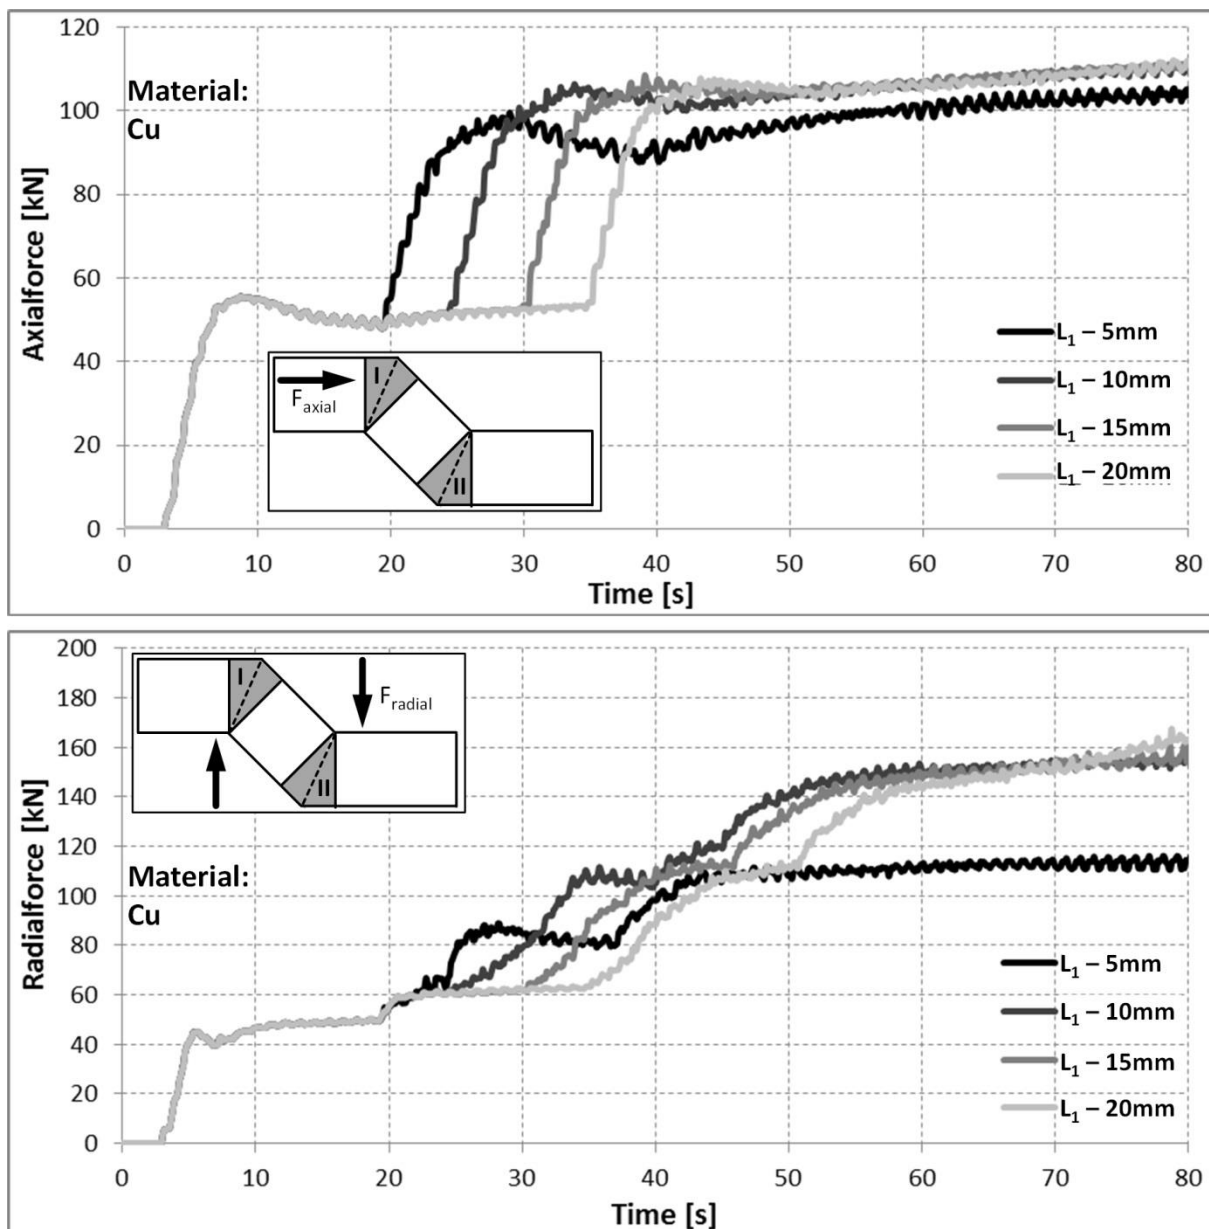 120
100
80
60
40
20
0
Axialforce [kN]
Material:
Cu
I
F axial
II
L₁ – 5mm
L₁ – 10mm
L₁ – 15mm
L₁ – 20mm
0 10 20 30 40 50 60 70 80
Time [s]
200
180
160
140
120
100
80
60
40
20
0
Radialforce [kN]
I
F radial
II
Material:
Cu
L₁ – 5mm
L₁ – 10mm
L₁ – 15mm
L₁ – 20mm
0 10 20 30 40 50 60 70 80
Time [s]